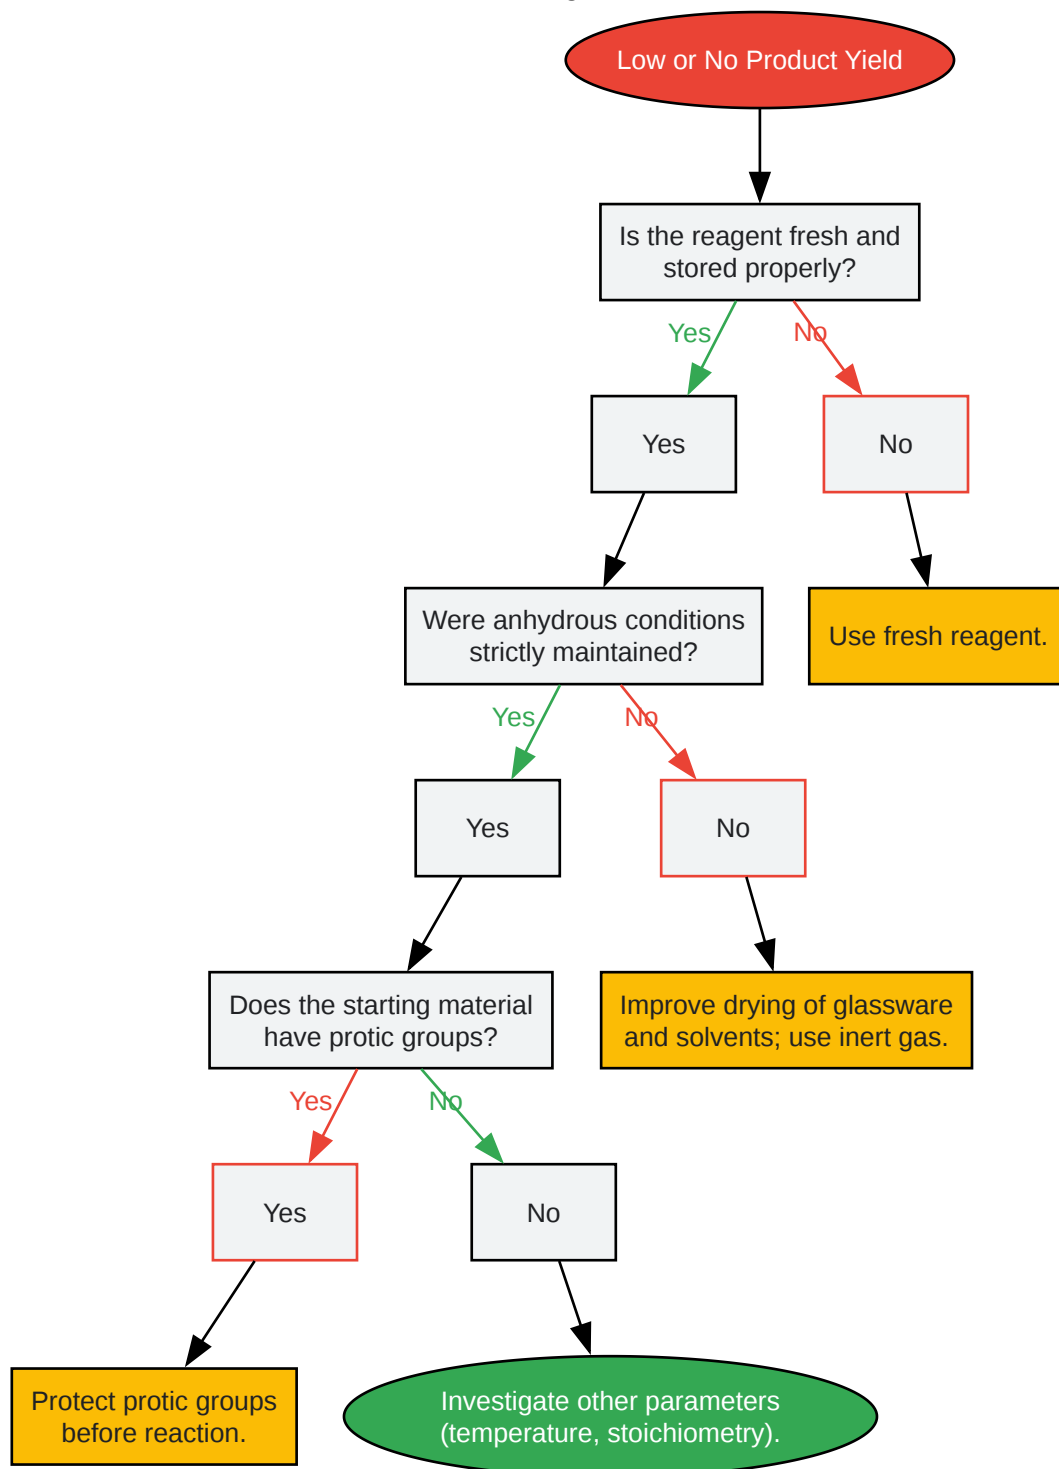 Low or No Product Yield
Is the reagent fresh and
stored properly?
Yes
No
Yes
No
Were anhydrous conditions
strictly maintained?
Use fresh reagent.
Yes
No
Yes
No
Does the starting material
have protic groups?
Improve drying of glassware
and solvents; use inert gas.
Yes
No
Yes
No
Protect protic groups
before reaction.
Investigate other parameters
(temperature, stoichiometry).